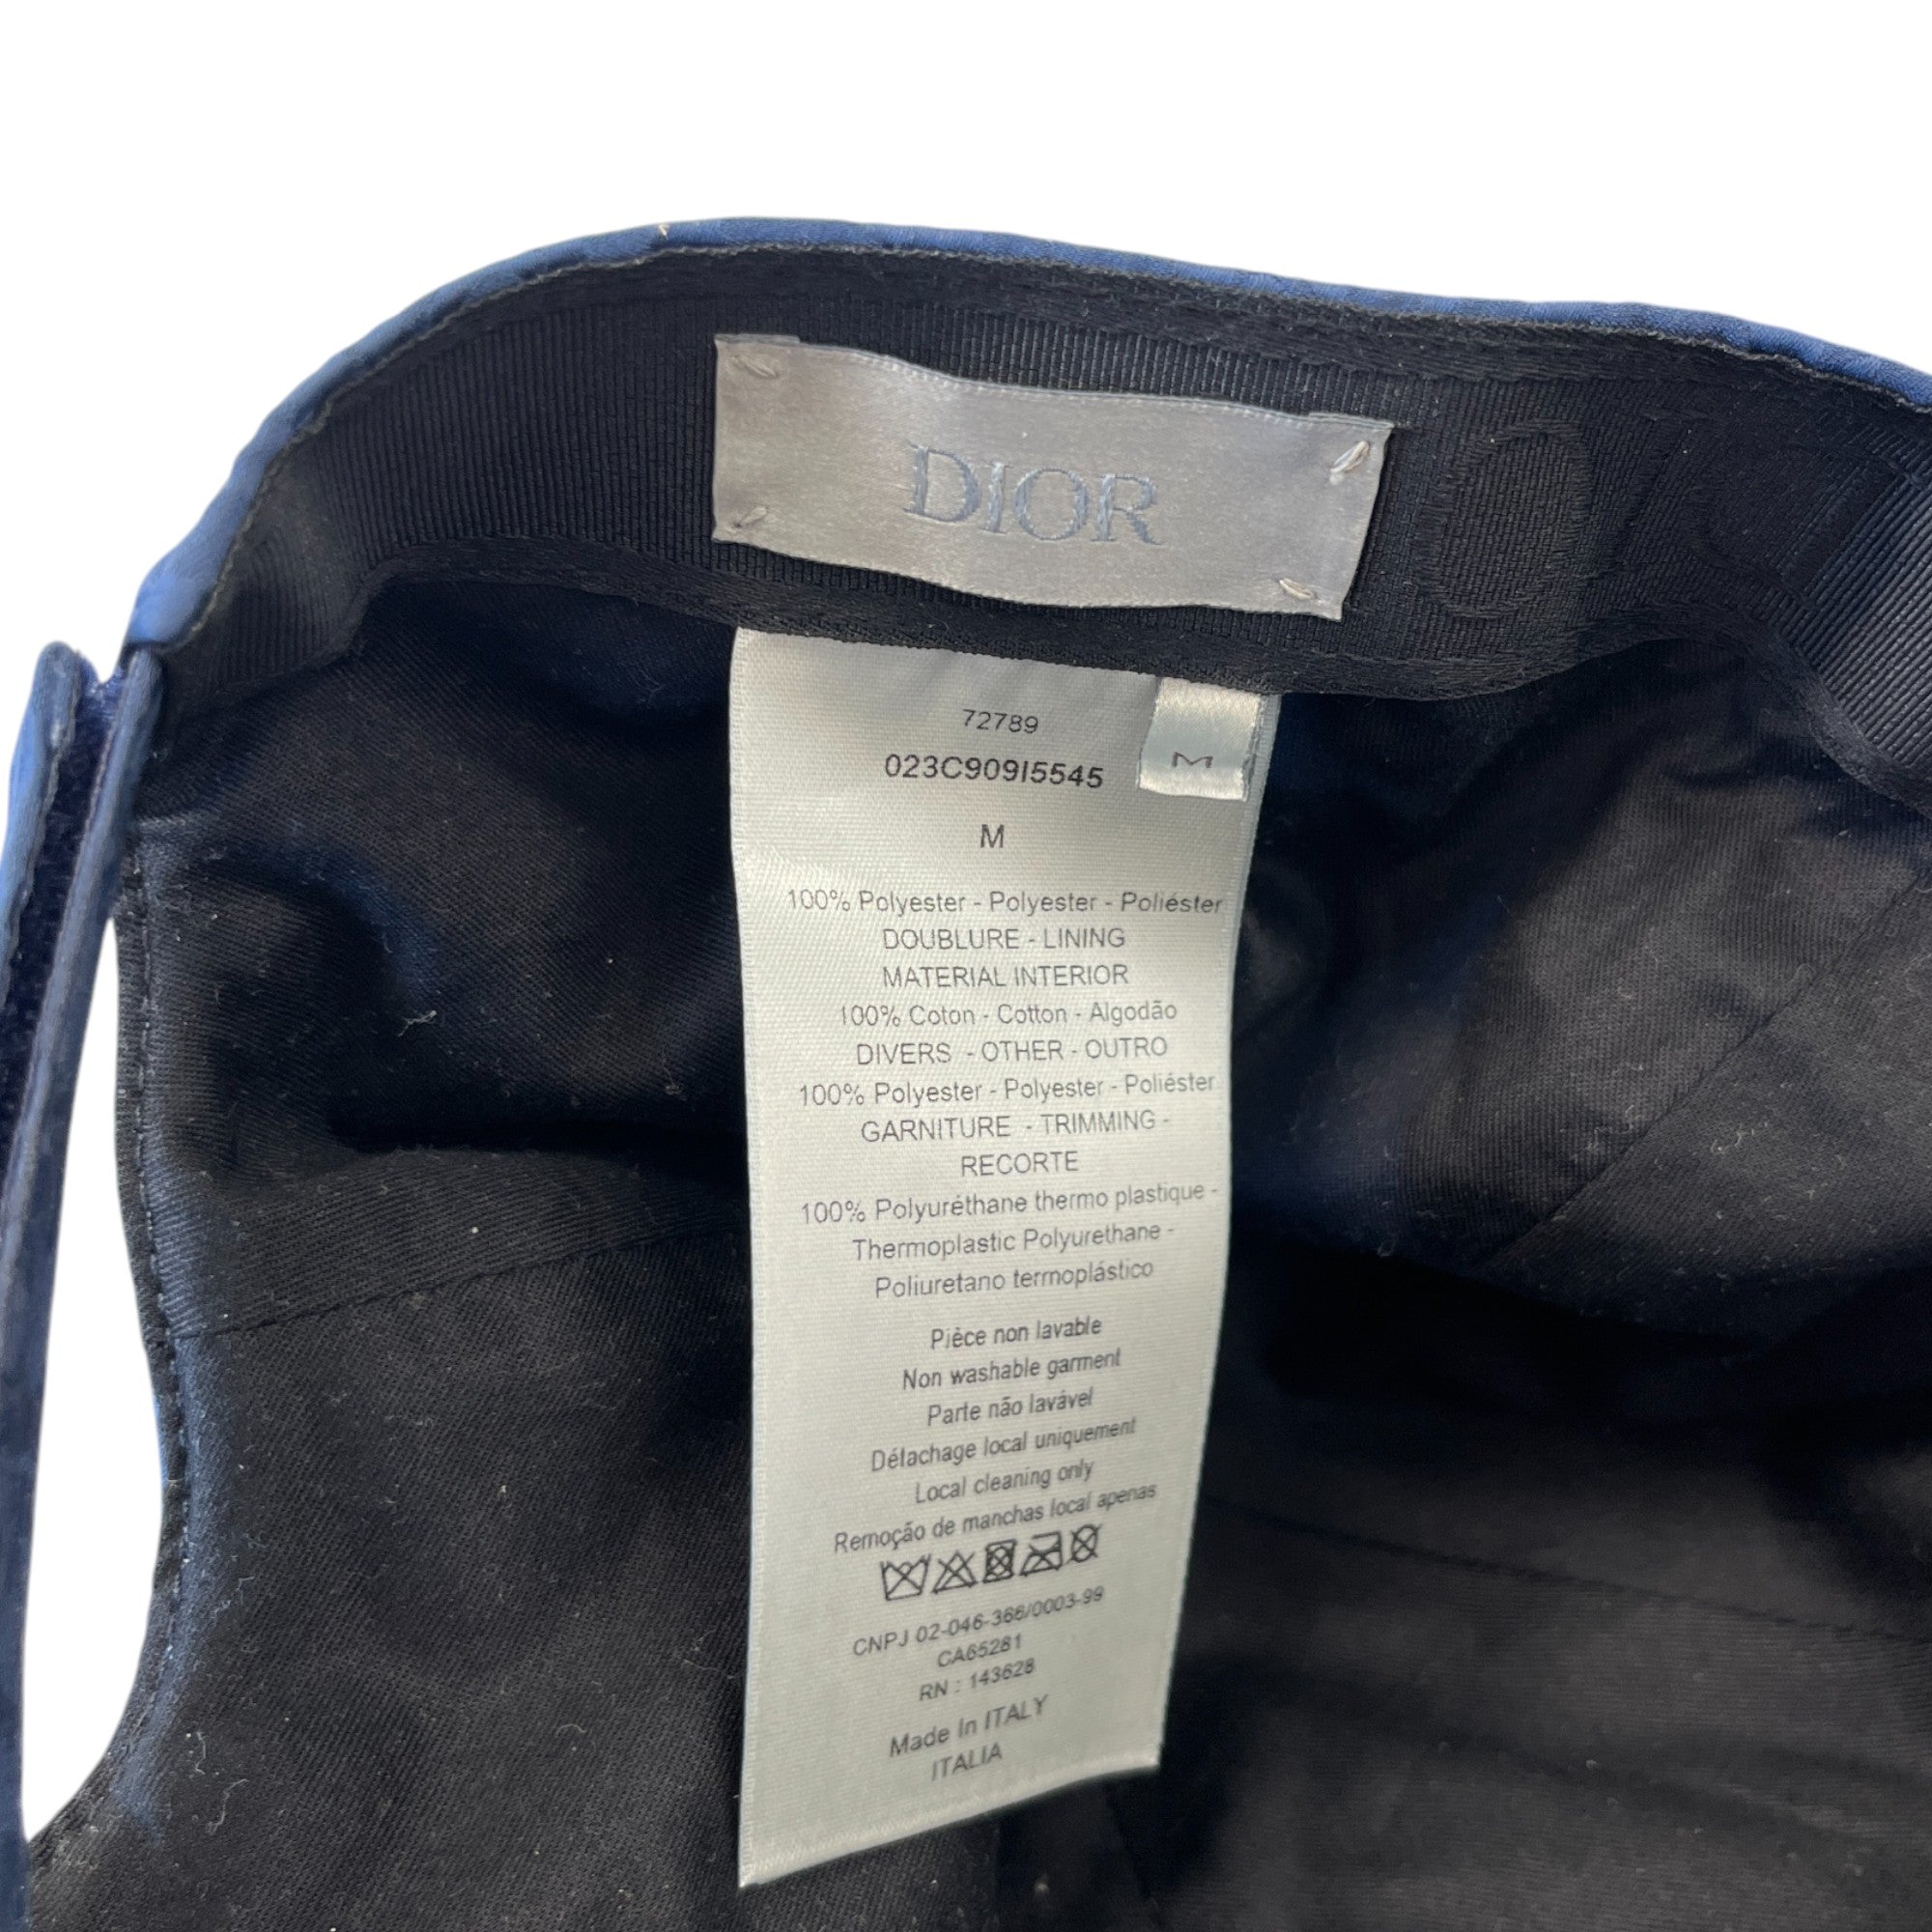 DIOR
72789
023C909I5545
M
M
100% Polyester - Polyester - Poliéster
DOUBLURE - LINING
MATERIAL INTERIOR
100% Coton - Cotton - Algodão
DIVERS - OTHER - OUTRO
100% Polyester - Polyester - Poliéster
GARNITURE - TRIMMING -
RECORTE
100% Polyuréthane thermo plastique -
Thermoplastic Polyurethane -
Poliuretano termoplástico
Pièce non lavable
Non washable garment
Parte não lavável
Détachage local uniquement
Local cleaning only
Remoção de manchas local apenas
CNPJ 02-046-366/0003-99
CA65281
RN : 143628
Made In ITALY
ITALIA